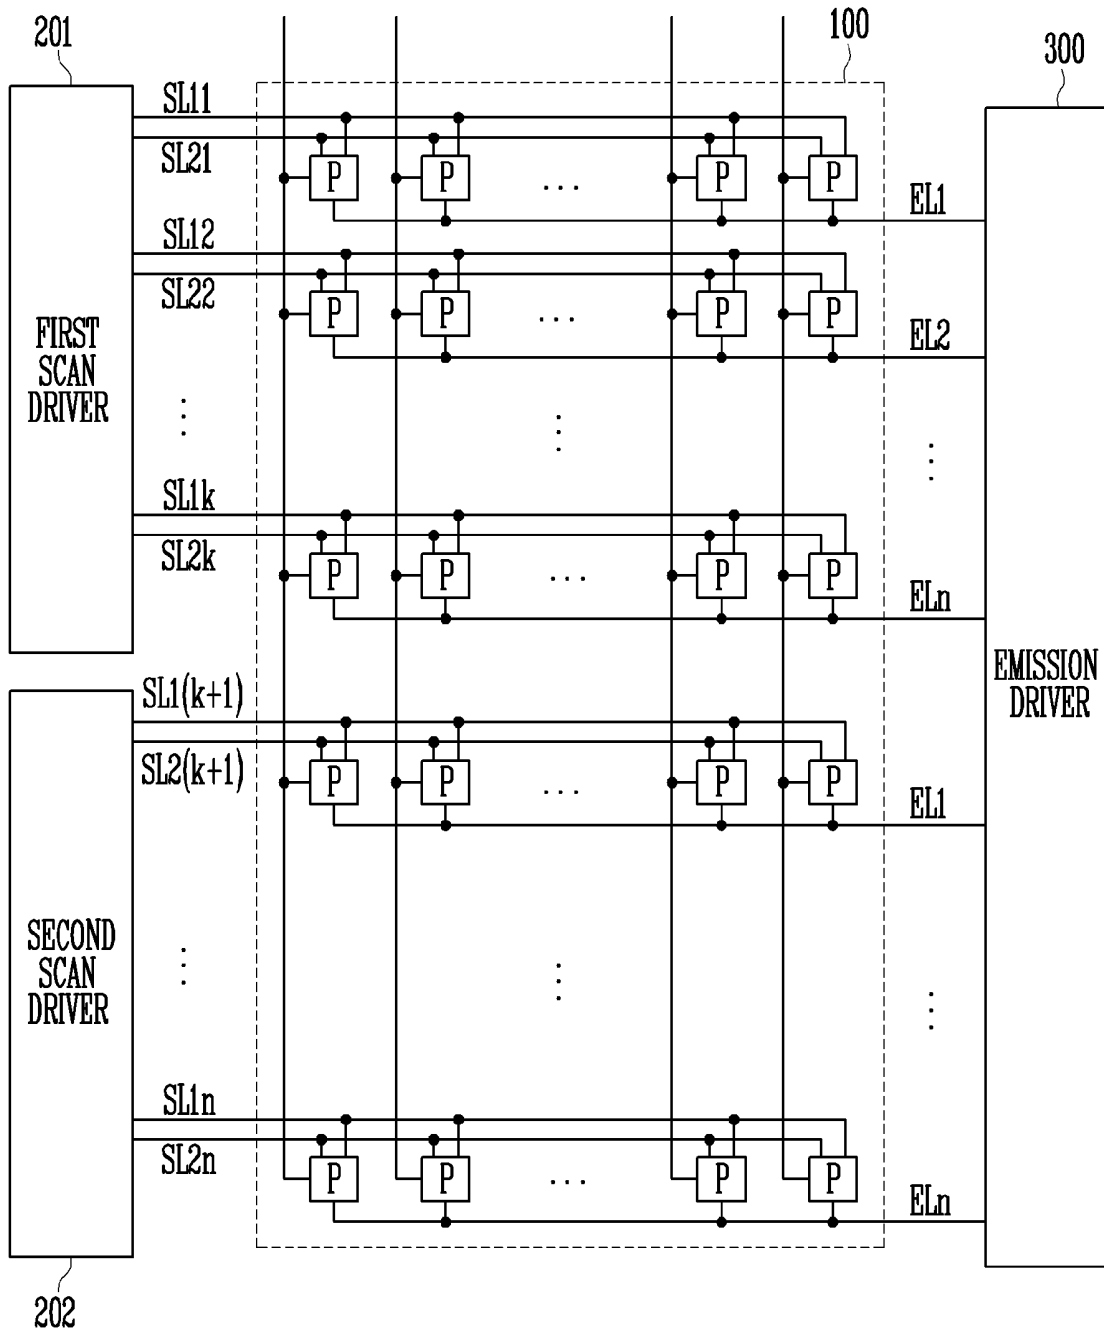 201
100
300
SL11
SL21
P P ... P P
EL1
SL12
SL22
P P ... P P
EL2
FIRST
SCAN
DRIVER
SL1k
SL2k
P P ... P P
ELn
EMISSION
DRIVER
SL1(k+1)
SL2(k+1)
P P ... P P
EL1
SECOND
SCAN
DRIVER
SL1n
SL2n
P P ... P P
ELn
202